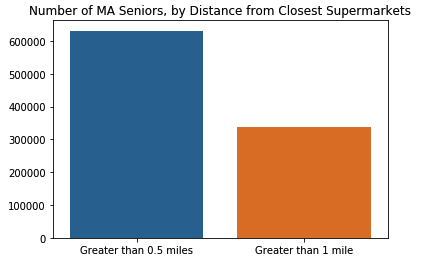 Number of MA Seniors, by Distance from Closest Supermarkets
600000
500000
400000
300000
200000
100000
0
Greater than 0.5 miles
Greater than 1 mile